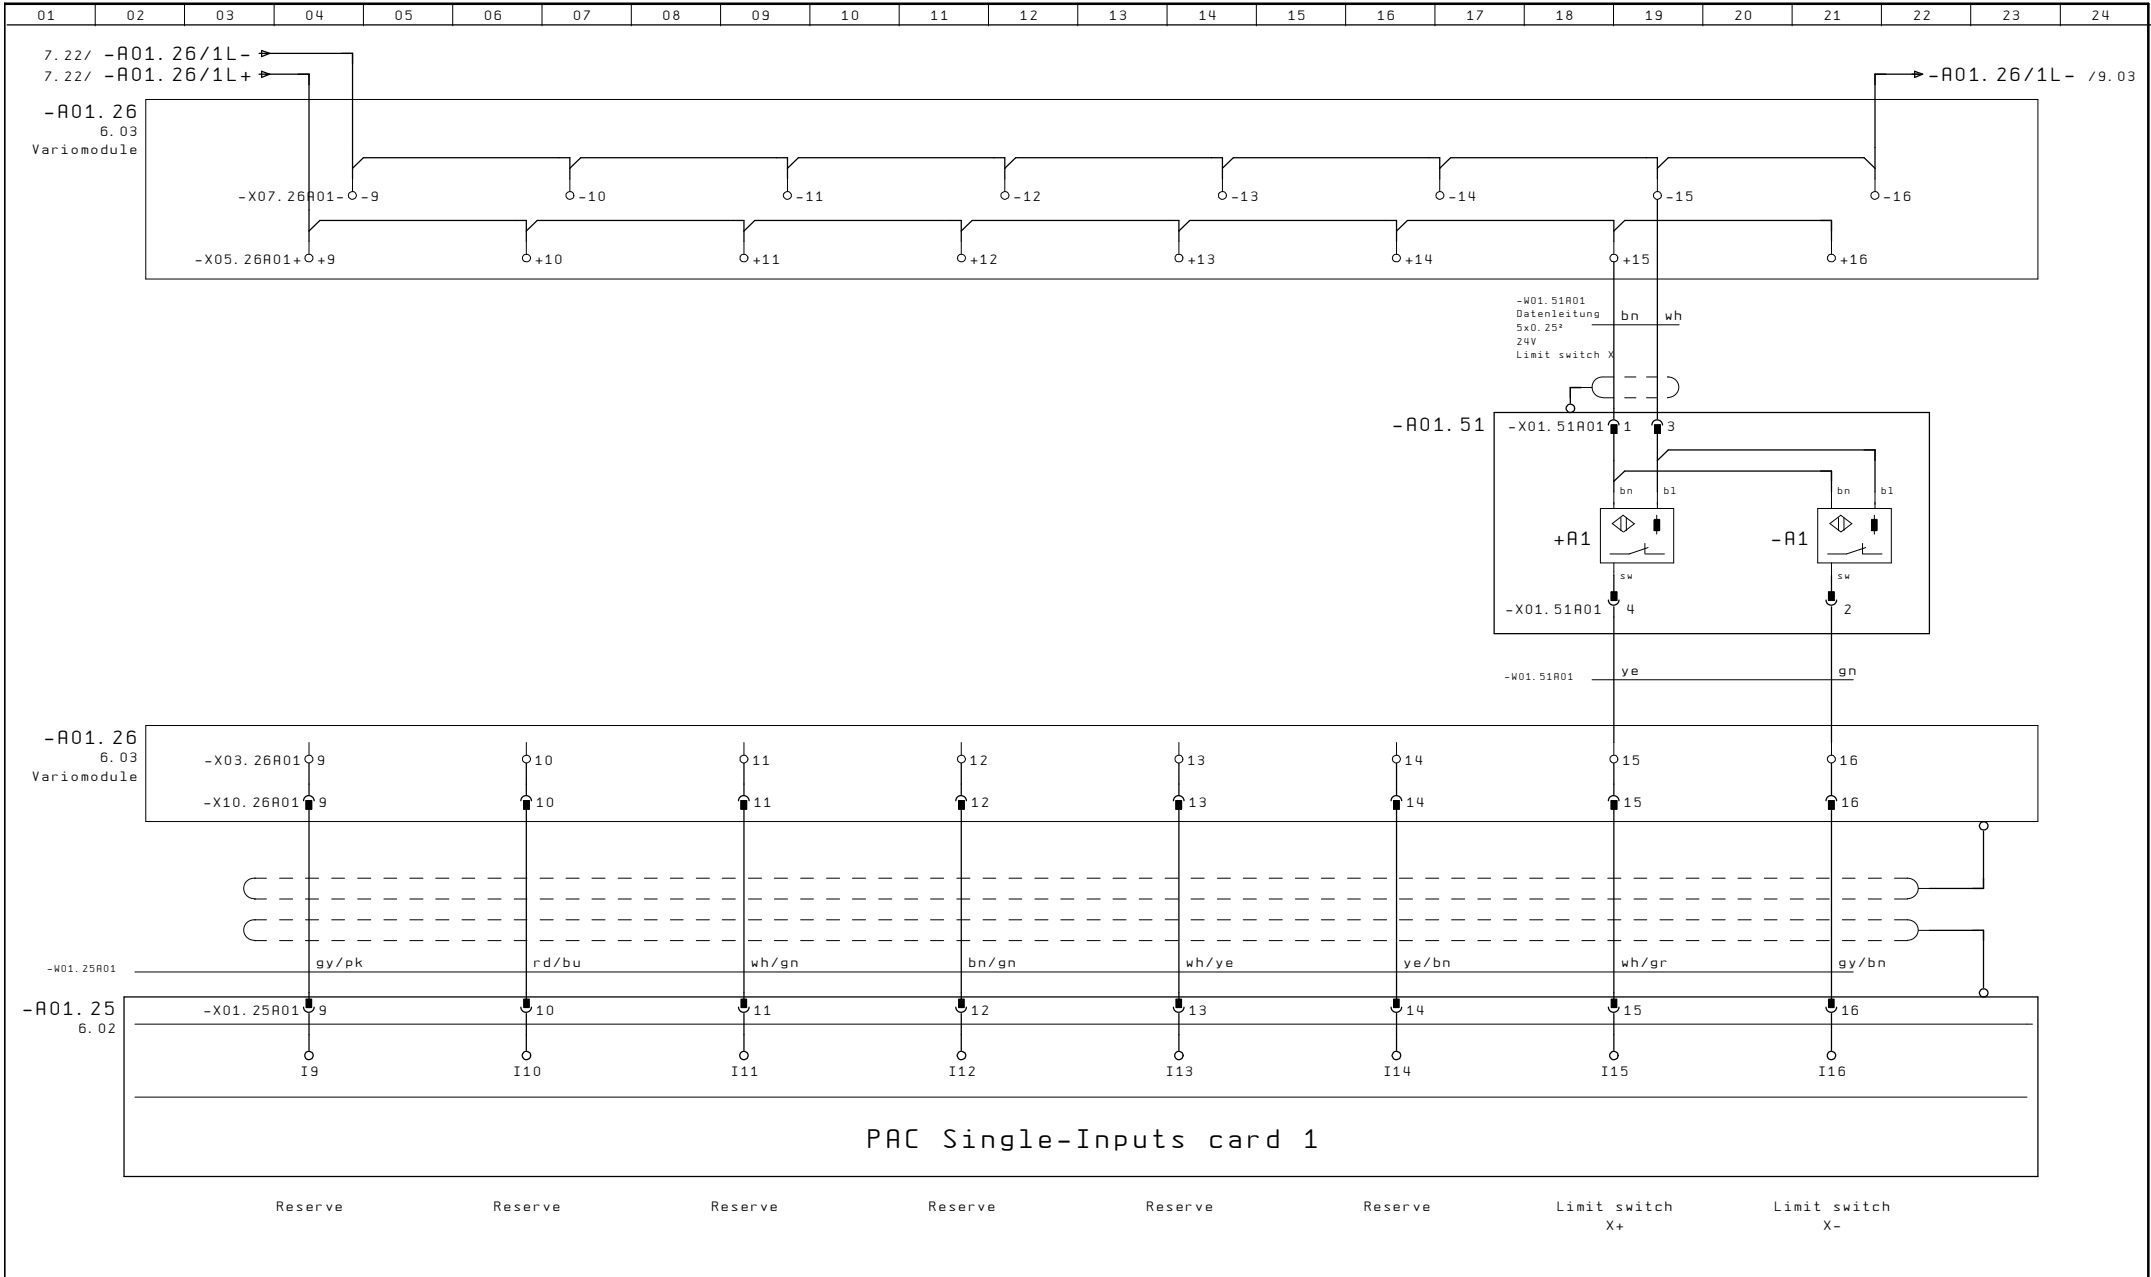 01 02 03 04 05 06 07 08 09 10 11 12 13 14 15 16 17 18 19 20 21 22 23 24
7.22/ -A01.26/1L-
7.22/ -A01.26/1L+
-A01.26/1L- /9.03
-A01.26
6.03
Variomodule
-X07.26A01- -9 -10 -11 -12 -13 -14 -15 -16
-X05.26A01+ +9 +10 +11 +12 +13 +14 +15 +16
-W01.51A01
Datenleitung
5x0.25²
24V
Limit switch X
bn wh
-A01.51
-X01.51A01 1 3
bn bl bn bl
+A1 -A1
sw sw
-X01.51A01 4 2
-W01.51A01 ye gn
-A01.26
6.03
Variomodule
-X03.26A01 9 10 11 12 13 14 15 16
-X10.26A01 9 10 11 12 13 14 15 16
-W01.25A01 gy/pk rd/bu wh/gn bn/gn wh/ye ye/bn wh/gr gy/bn
-A01.25
6.02
-X01.25A01 9 10 11 12 13 14 15 16
I9 I10 I11 I12 I13 I14 I15 I16
PAC Single-Inputs card 1
Reserve Reserve Reserve Reserve Reserve Reserve Limit switch Limit switch
X+ X-